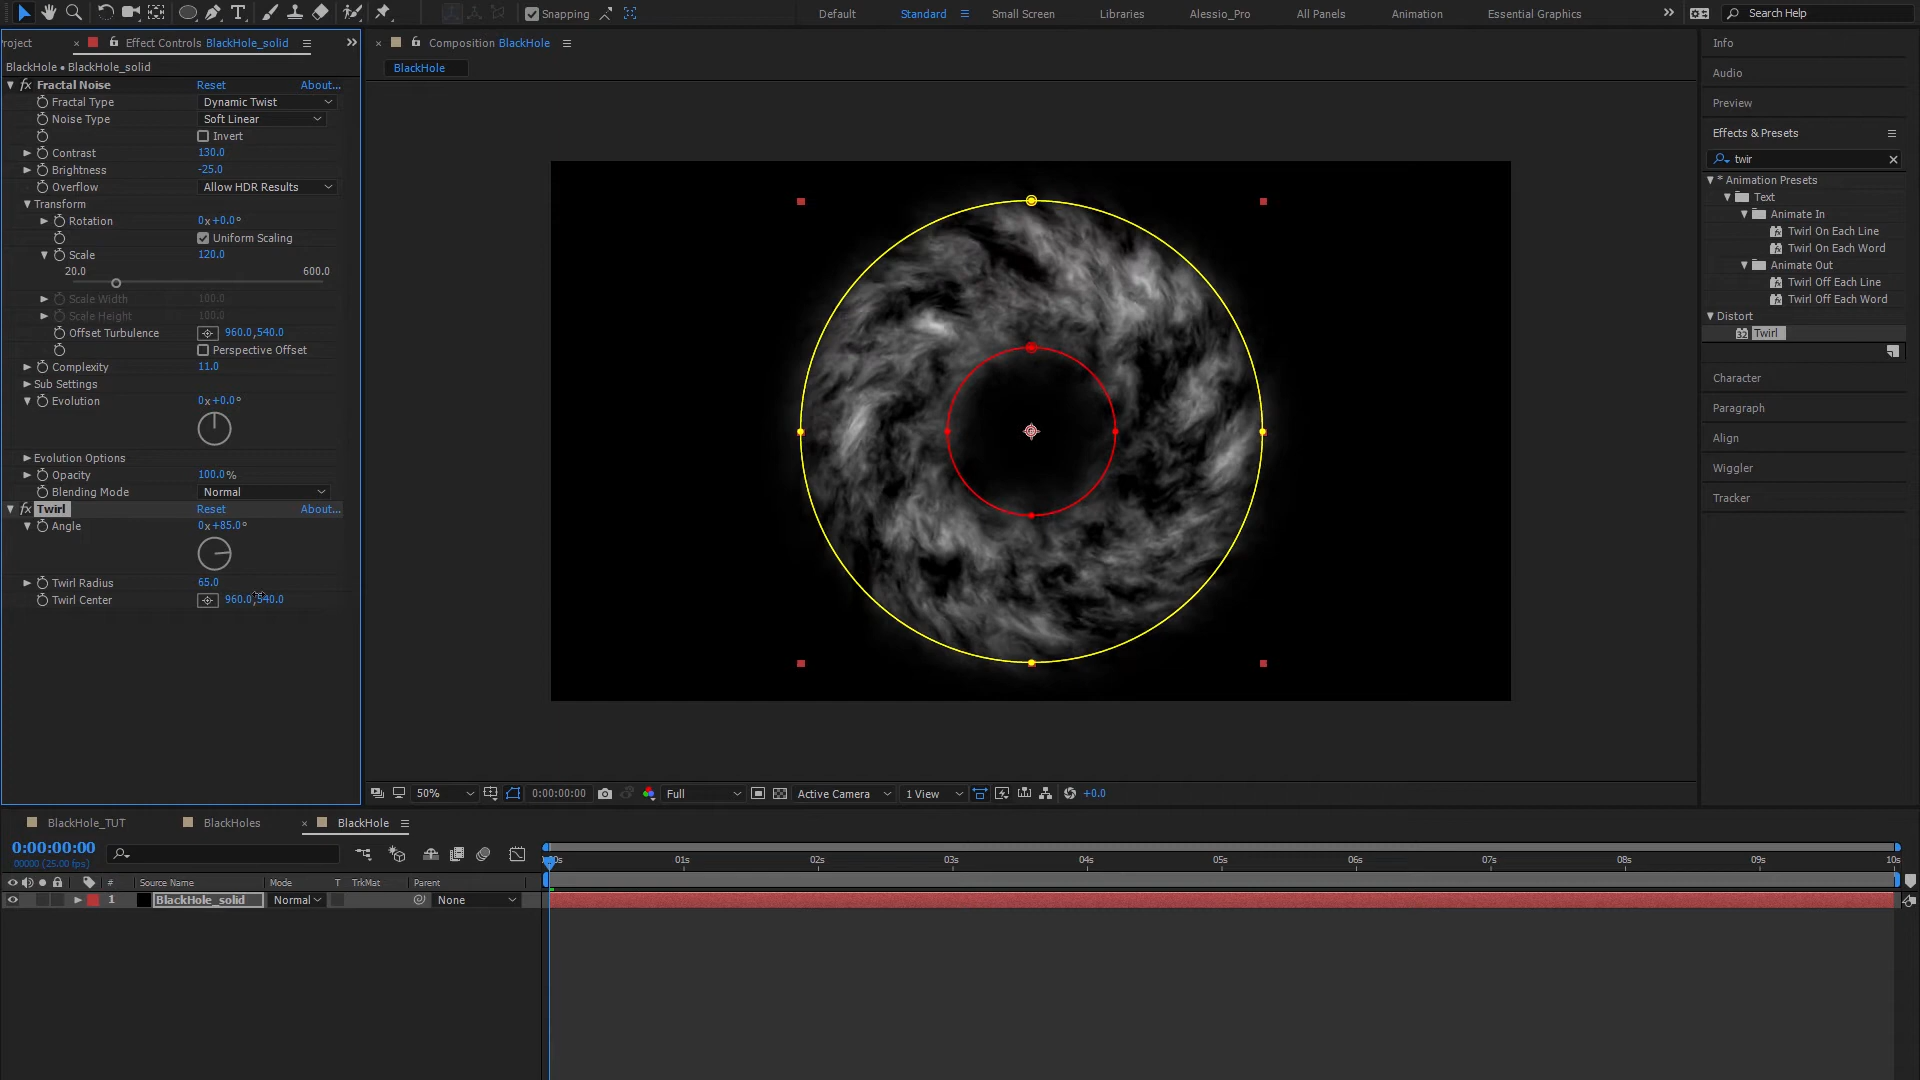 Snapping
Default
Standard
Small Screen
Libraries
Alessio_Pro
All Panels
Animation
Essential Graphics
Search Help
roject
Effect Controls BlackHole_solid
BlackHole • BlackHole_solid
Fractal Noise Reset About...
Fractal Type Dynamic Twist
Noise Type Soft Linear
Invert
Contrast 130.0
Brightness -25.0
Overflow Allow HDR Results
Transform
Rotation 0x+0.0°
Uniform Scaling
Scale 120.0
20.0 600.0
Scale Width 100.0
Scale Height 100.0
Offset Turbulence 960.0,540.0
Perspective Offset
Complexity 11.0
Sub Settings
Evolution 0x+0.0°
Evolution Options
Opacity 100.0%
Blending Mode Normal
Twirl Reset About...
Angle 0x+85.0°
Twirl Radius 65.0
Twirl Center 960.0,540.0
Composition BlackHole
BlackHole
50%
0:00:00:00
Full
Active Camera
1 View
+0.0
Info
Audio
Preview
Effects & Presets
twir
* Animation Presets
Text
Animate In
Twirl On Each Line
Twirl On Each Word
Animate Out
Twirl Off Each Line
Twirl Off Each Word
Distort
32 Twirl
Character
Paragraph
Align
Wiggler
Tracker
BlackHole_TUT
BlackHoles
BlackHole
0:00:00:00
00000 (25.00 fps)
# Source Name Mode T TrkMat Parent
1 BlackHole_solid Normal None
:00s 01s 02s 03s 04s 05s 06s 07s 08s 09s 10s